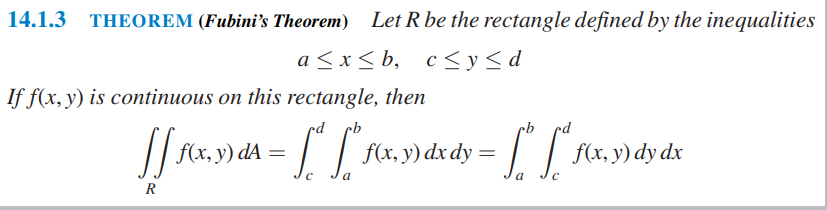 14.1.3 THEOREM (Fubini's Theorem) Let R be the rectangle defined by the inequalities
a ≤ x ≤ b, c ≤ y ≤ d
If f(x, y) is continuous on this rectangle, then
∬_R f(x, y) dA = ∫_c^d ∫_a^b f(x, y) dx dy = ∫_a^b ∫_c^d f(x, y) dy dx